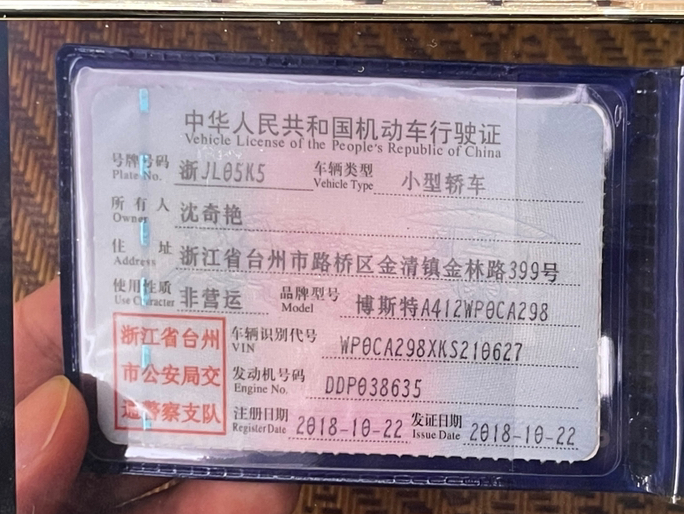 中华人民共和国机动车行驶证
Vehicle License of the People's Republic of China
号牌号码 浙JL05K5 车辆类型 小型轿车
Plate No. Vehicle Type
所有人 沈奇艳
Owner
住址 浙江省台州市路桥区金清镇金林路399号
Address
使用性质 非营运 品牌型号 博斯特A412WP0CA298
Use Character Model
浙江省台州
市公安局交
通警察支队
车辆识别代号 WP0CA298XKS210627
VIN
发动机号码 DDP038635
Engine No.
注册日期 2018-10-22 发证日期 2018-10-22
Register Date Issue Date